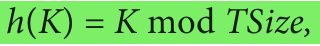 h(K) = K mod TSize,